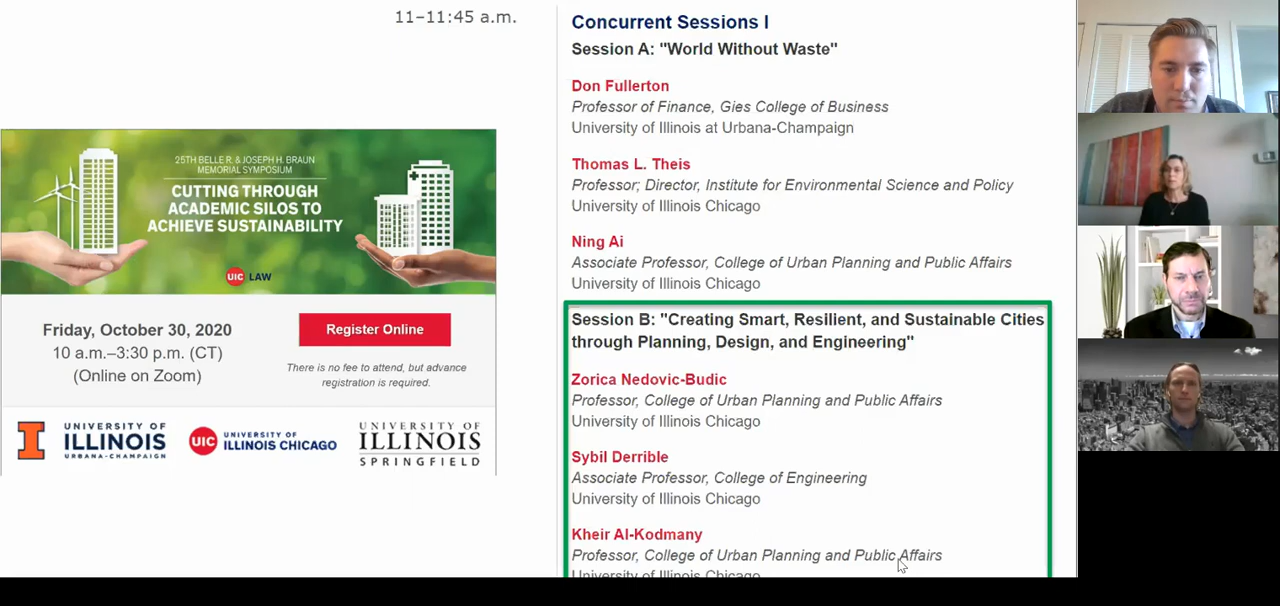 11–11:45 a.m.
25TH BELLE R. & JOSEPH H. BRAUN
MEMORIAL SYMPOSIUM
CUTTING THROUGH
ACADEMIC SILOS TO
ACHIEVE SUSTAINABILITY
UIC LAW
Friday, October 30, 2020
10 a.m.–3:30 p.m. (CT)
(Online on Zoom)
Register Online
There is no fee to attend, but advance
registration is required.
I UNIVERSITY OF
ILLINOIS
URBANA-CHAMPAIGN
UIC UNIVERSITY OF
ILLINOIS CHICAGO
UNIVERSITY OF
ILLINOIS
SPRINGFIELD
Concurrent Sessions I
Session A: "World Without Waste"
Don Fullerton
Professor of Finance, Gies College of Business
University of Illinois at Urbana-Champaign
Thomas L. Theis
Professor; Director, Institute for Environmental Science and Policy
University of Illinois Chicago
Ning Ai
Associate Professor, College of Urban Planning and Public Affairs
University of Illinois Chicago
Session B: "Creating Smart, Resilient, and Sustainable Cities
through Planning, Design, and Engineering"
Zorica Nedovic-Budic
Professor, College of Urban Planning and Public Affairs
University of Illinois Chicago
Sybil Derrible
Associate Professor, College of Engineering
University of Illinois Chicago
Kheir Al-Kodmany
Professor, College of Urban Planning and Public Affairs
University of Illinois Chicago